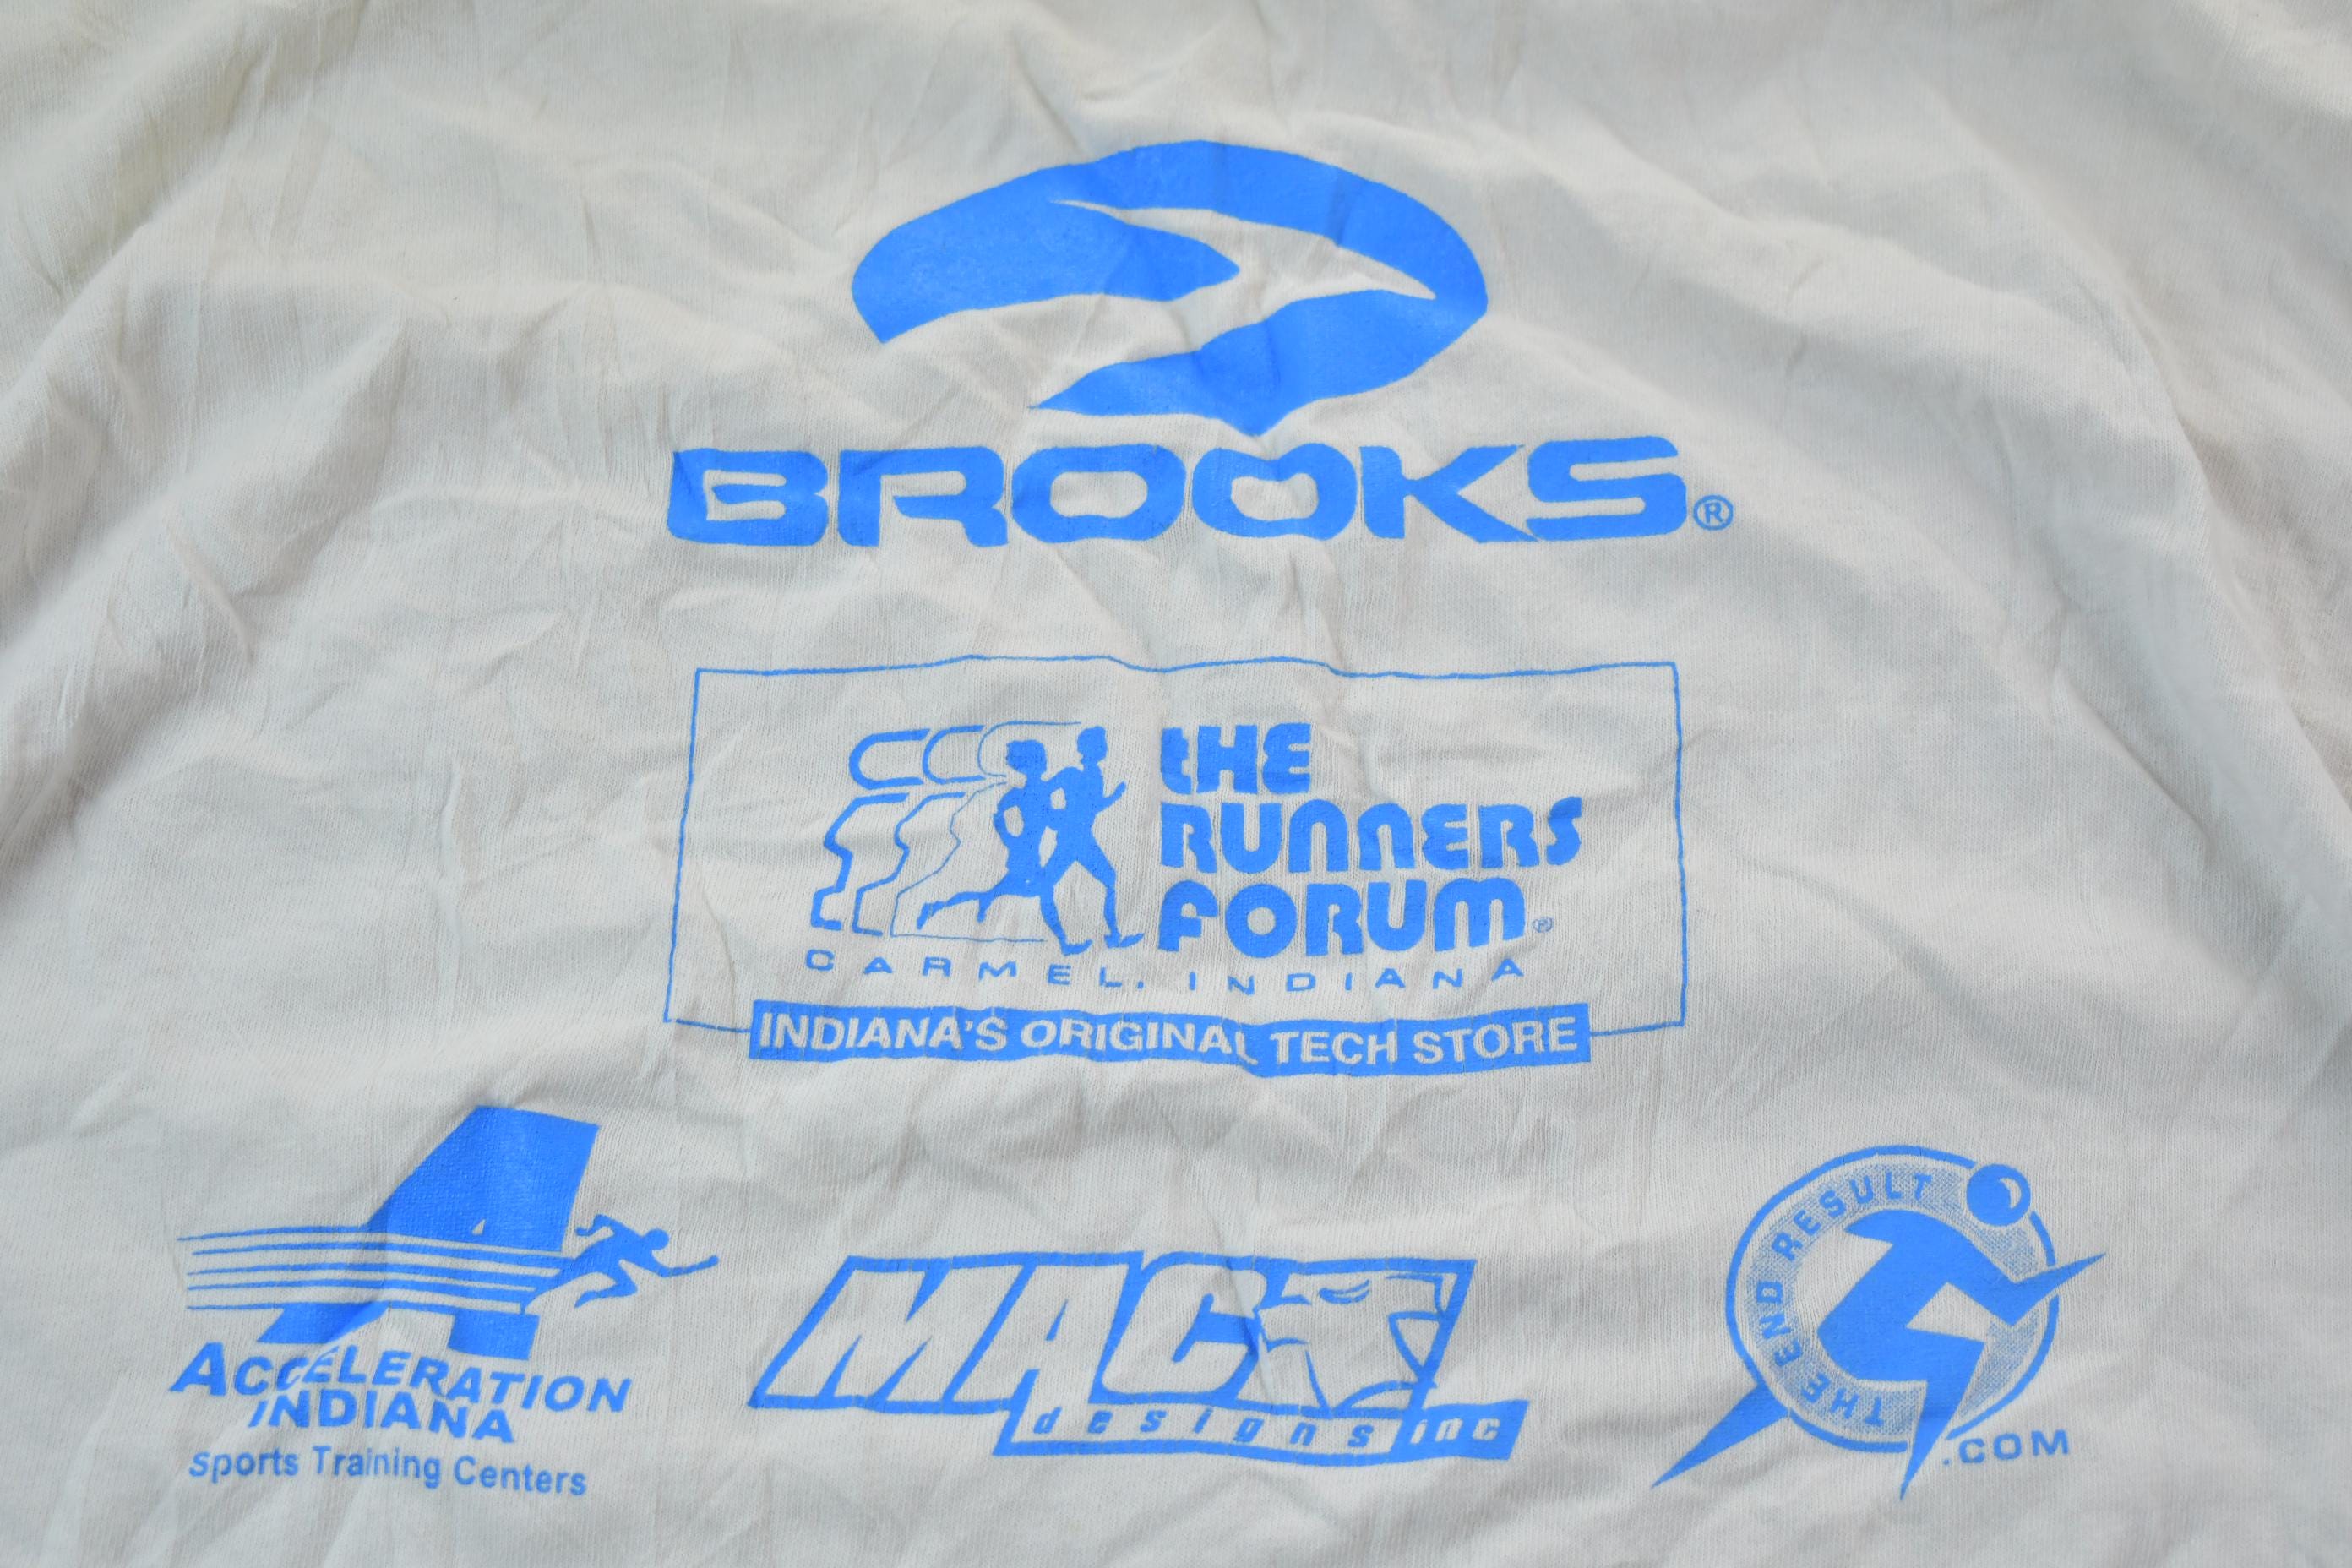 BROOKS®
tHE
RUNNERS
FORUM®
CARMEL, INDIANA
INDIANA'S ORIGINAL TECH STORE
ACCELERATION
INDIANA
Sports Training Centers
MACT
designs inc
THE END RESULT
.COM